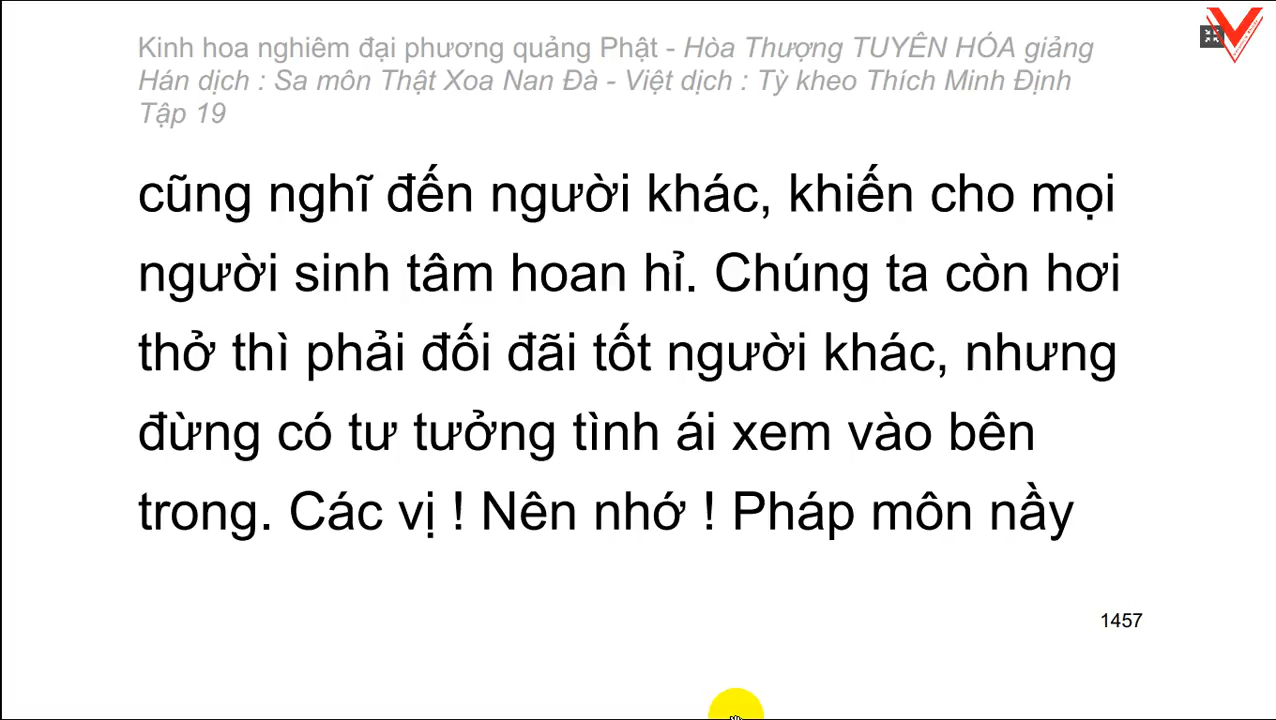 Kinh hoa nghiêm đại phương quảng Phật - Hòa Thượng TUYÊN HÓA giảng
Hán dịch : Sa môn Thật Xoa Nan Đà - Việt dịch : Tỳ kheo Thích Minh Định
Tập 19
cũng nghĩ đến người khác, khiến cho mọi
người sinh tâm hoan hỉ. Chúng ta còn hơi
thở thì phải đối đãi tốt người khác, nhưng
đừng có tư tưởng tình ái xem vào bên
trong. Các vị ! Nên nhớ ! Pháp môn nầy
1457